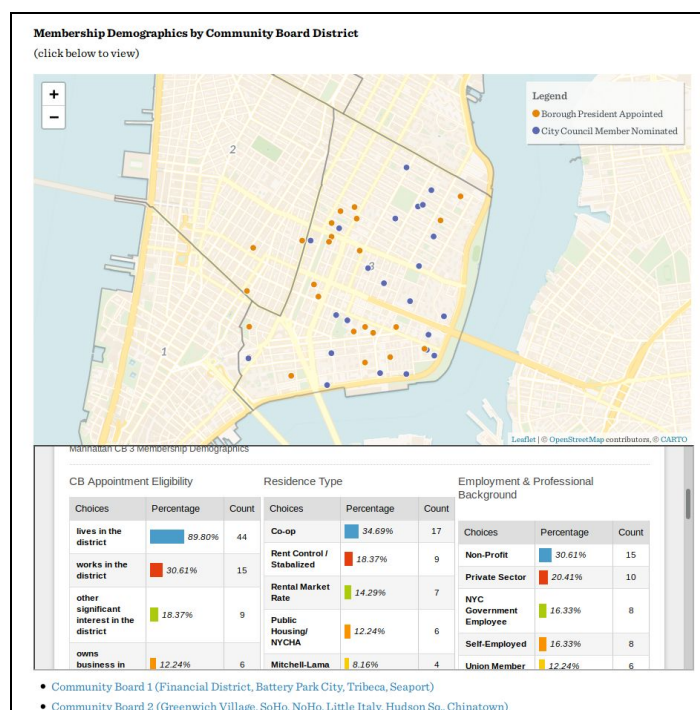 Membership Demographics by Community Board District
(click below to view)
+
−
Legend
Borough President Appointed
City Council Member Nominated
2
3
1
Leaflet | © OpenStreetMap contributors, © CARTO
Manhattan CB 3 Membership Demographics
CB Appointment Eligibility
Choices Percentage Count
lives in the
district 89.80% 44
works in the
district 30.61% 15
other
significant
interest in the
district 18.37% 9
owns
business in 12.24% 6
Residence Type
Choices Percentage Count
Co-op 34.69% 17
Rent Control /
Stabalized 18.37% 9
Rental Market
Rate 14.29% 7
Public
Housing/
NYCHA 12.24% 6
Mitchell-Lama 8.16% 4
Employment & Professional
Background
Choices Percentage Count
Non-Profit 30.61% 15
Private Sector 20.41% 10
NYC
Government
Employee 16.33% 8
Self-Employed 16.33% 8
Union Member 12.24% 6
Community Board 1 (Financial District, Battery Park City, Tribeca, Seaport)
Community Board 2 (Greenwich Village, SoHo, NoHo, Little Italy, Hudson Sq., Chinatown)